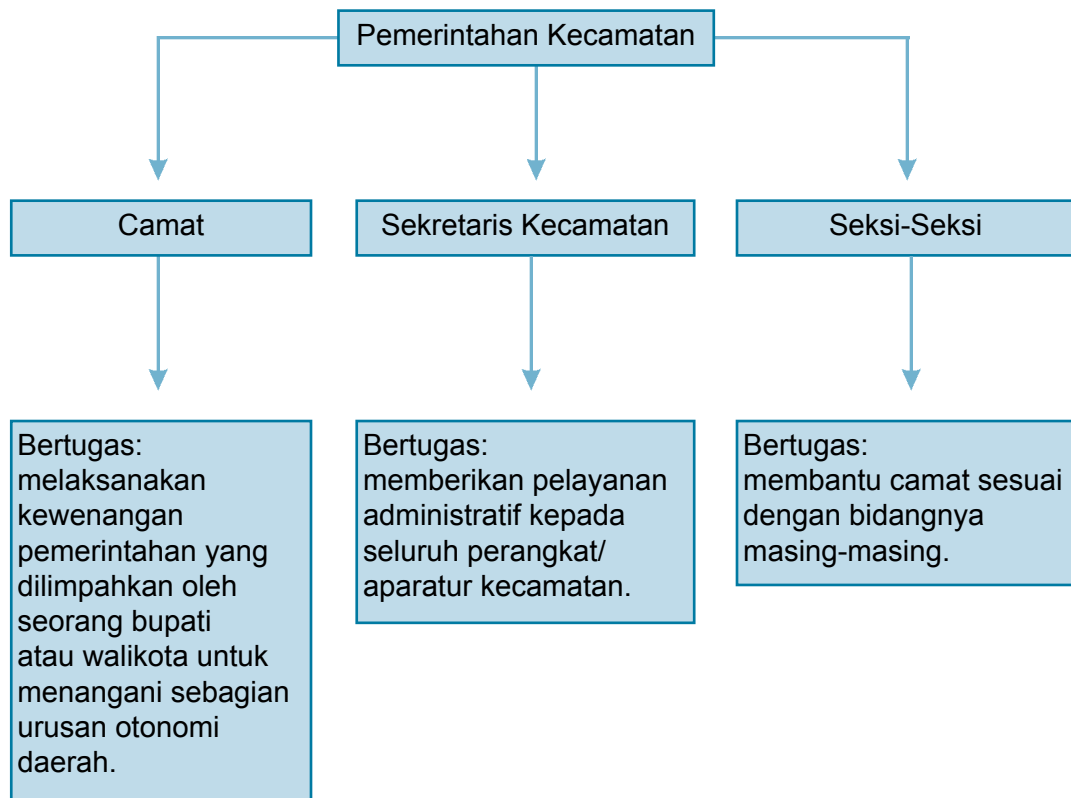 Pemerintahan Kecamatan
Camat
Sekretaris Kecamatan
Seksi-Seksi
Bertugas:
melaksanakan
kewenangan
pemerintahan yang
dilimpahkan oleh
seorang bupati
atau walikota untuk
menangani sebagian
urusan otonomi
daerah.
Bertugas:
memberikan pelayanan
administratif kepada
seluruh perangkat/
aparatur kecamatan.
Bertugas:
membantu camat sesuai
dengan bidangnya
masing-masing.